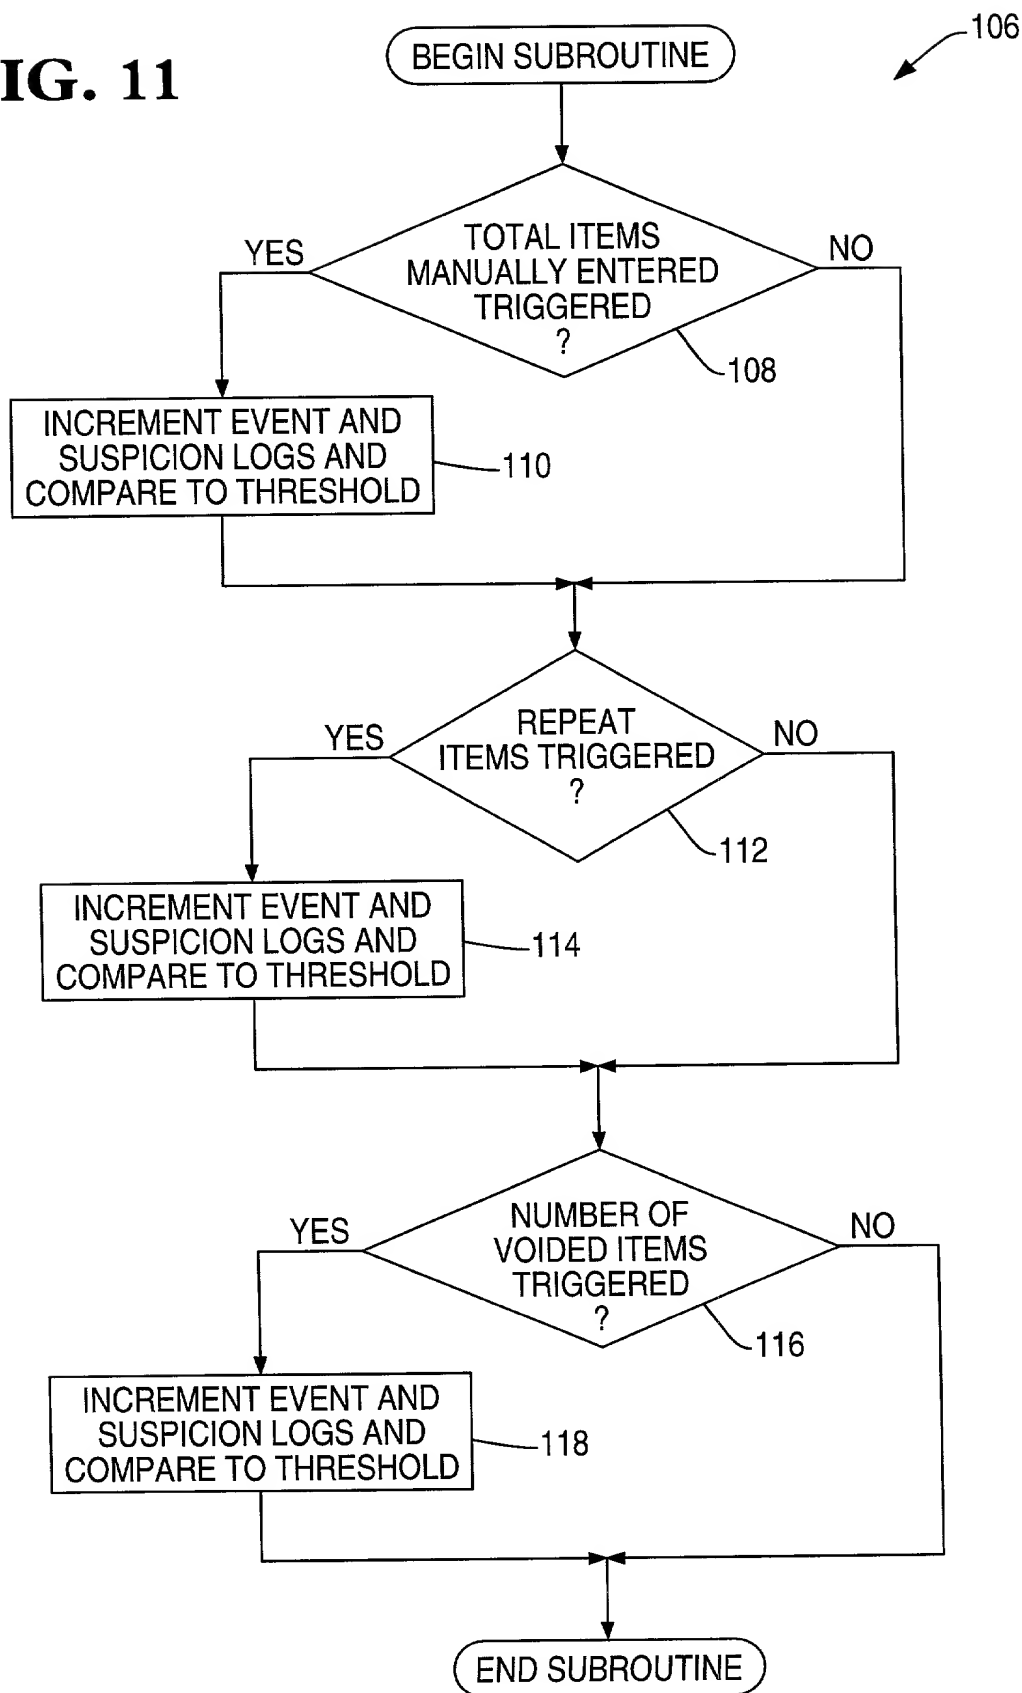 106
IG. 11
BEGIN SUBROUTINE
TOTAL ITEMS
MANUALLY ENTERED
TRIGGERED
?
YES
NO
108
INCREMENT EVENT AND
SUSPICION LOGS AND
COMPARE TO THRESHOLD
110
REPEAT
ITEMS TRIGGERED
?
YES
NO
112
INCREMENT EVENT AND
SUSPICION LOGS AND
COMPARE TO THRESHOLD
114
NUMBER OF
VOIDED ITEMS
TRIGGERED
?
YES
NO
116
INCREMENT EVENT AND
SUSPICION LOGS AND
COMPARE TO THRESHOLD
118
END SUBROUTINE